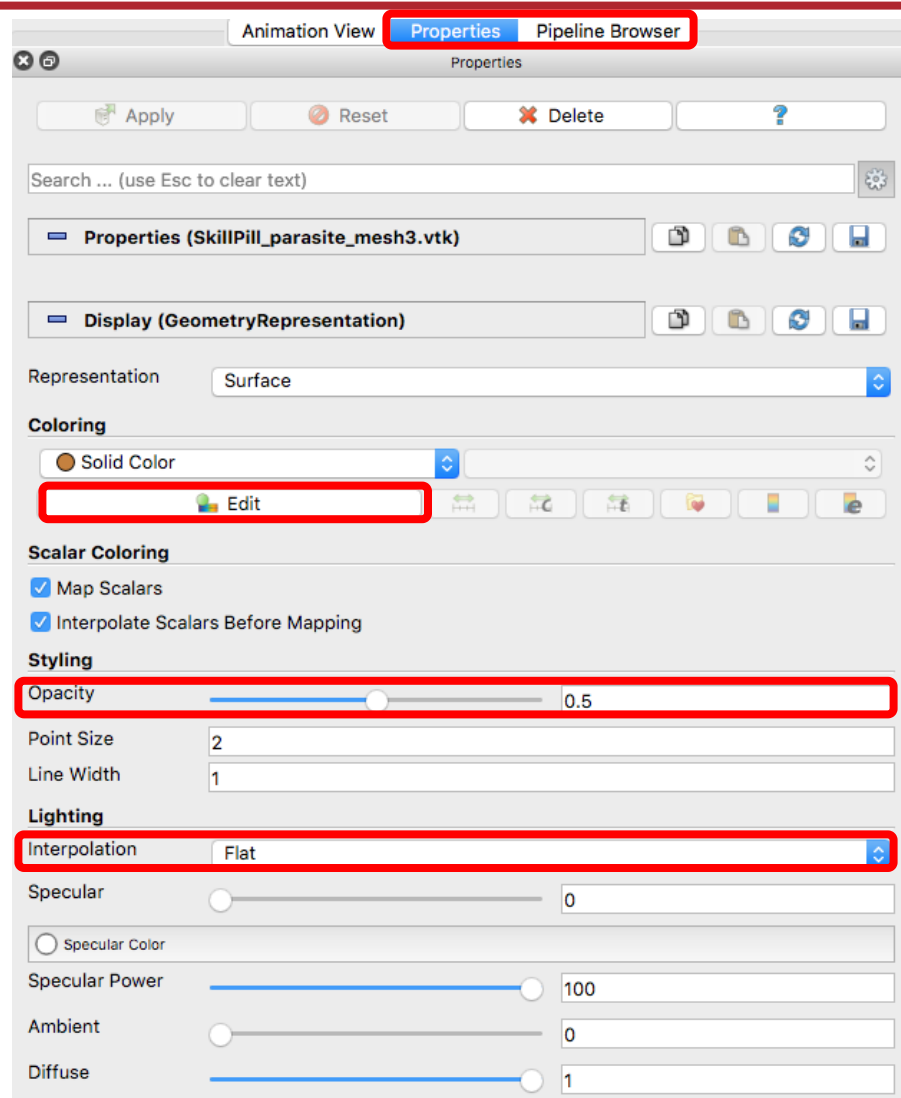 Animation View Properties Pipeline Browser
Properties
Apply Reset Delete ?
Search ... (use Esc to clear text)
Properties (SkillPill_parasite_mesh3.vtk)
Display (GeometryRepresentation)
Representation Surface
Coloring
Solid Color
Edit c t e
Scalar Coloring
Map Scalars
Interpolate Scalars Before Mapping
Styling
Opacity 0.5
Point Size 2
Line Width 1
Lighting
Interpolation Flat
Specular 0
Specular Color
Specular Power 100
Ambient 0
Diffuse 1